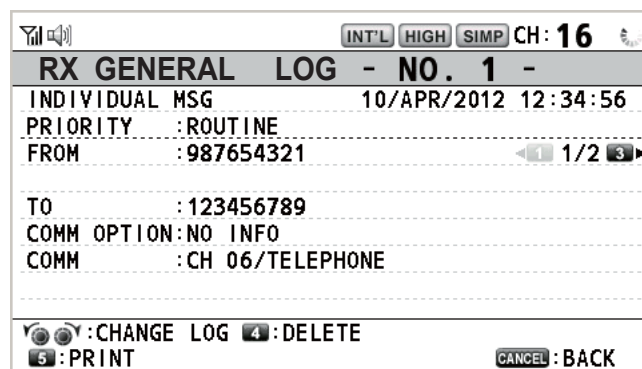 INT'L HIGH SIMP CH: 16
RX GENERAL LOG - NO. 1 -
INDIVIDUAL MSG 10/APR/2012 12:34:56
PRIORITY :ROUTINE
FROM :987654321 1 1/2 3
TO :123456789
COMM OPTION:NO INFO
COMM :CH 06/TELEPHONE
:CHANGE LOG 4:DELETE
5:PRINT CANCEL:BACK